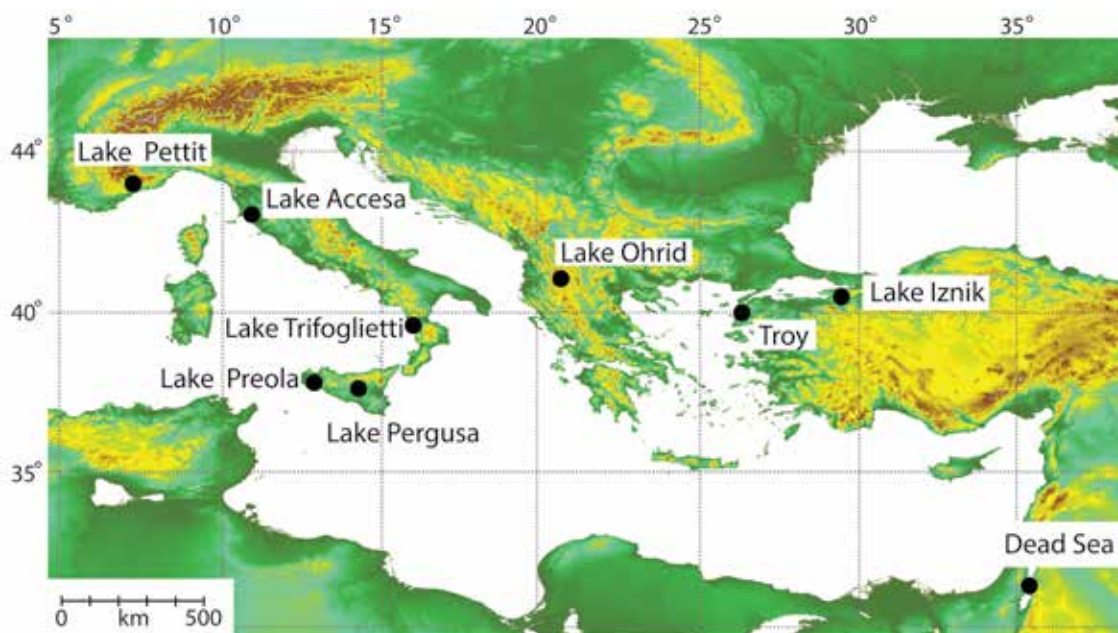 5° 10° 15° 20° 25° 30° 35°
44°
Lake Pettit
Lake Accesa
Lake Ohrid
Lake Iznik
40°
Lake Trifoglietti
Troy
Lake Preola
Lake Pergusa
35°
Dead Sea
0 km 500